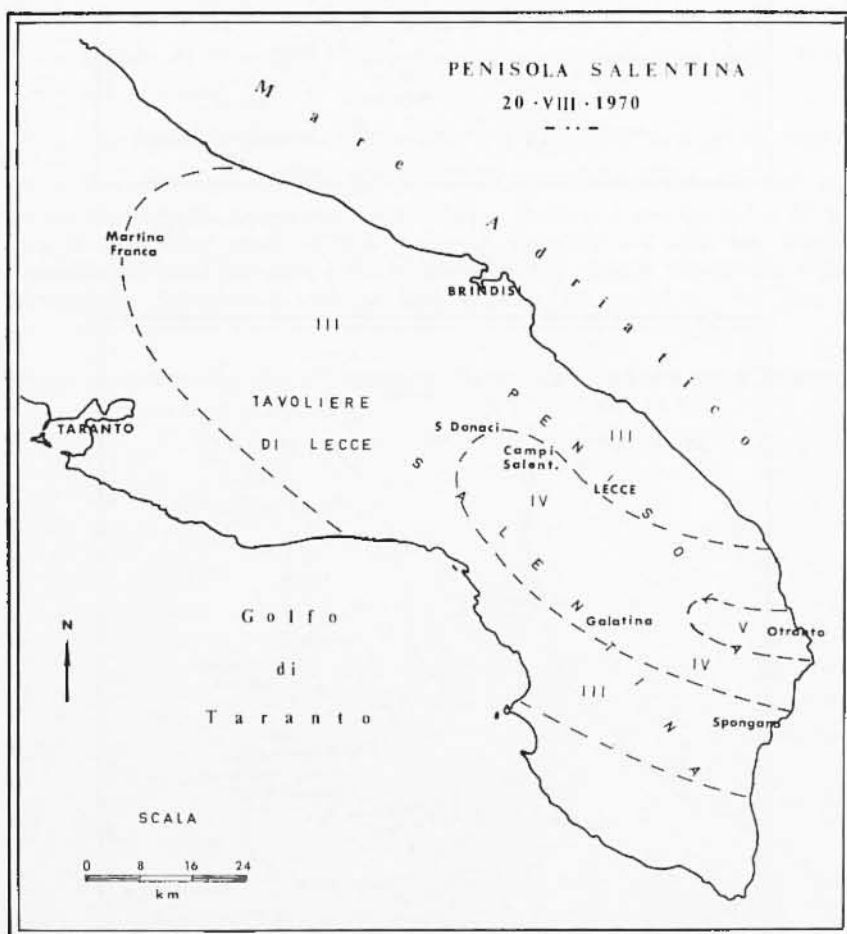 PENISOLA SALENTINA
20 · VIII · 1970
Mare Adriatico
Martina
Franca
BRINDISI
III
TAVOLIERE
DI LECCE
TARANTO
PENISOLA
SALENTINA
S Donaci
Campi
Salent.
III
LECCE
IV
Golfo
di
Taranto
N
Galatina
V
Otranto
IV
III
Spongano
SCALA
0 8 16 24
km